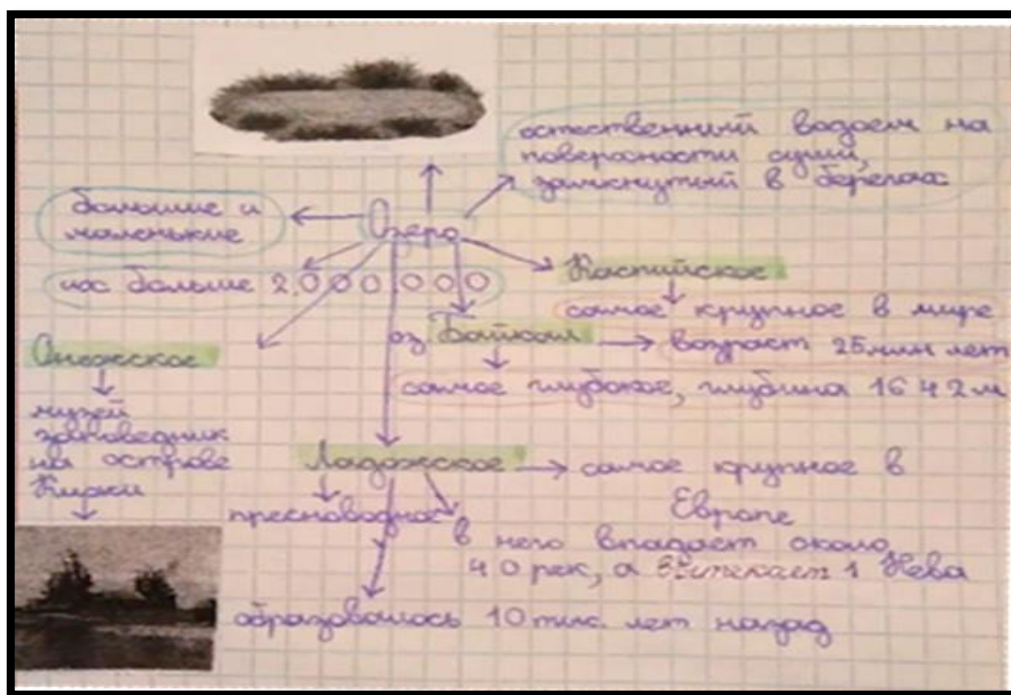 остественный водоем на
поверхности суши,
замкнутый в берегах
большие и
маленькие
Озеро
их больше 2.000 000
Каспийское
самое крупное в мире
оз Байкал
возраст 25 млн лет
самое глубокое, глубина 1642м
Онежское
музей
заповедник
на острове
Кижи
Ладожское
самое крупное в
Европе
пресноводное
в него впадает около
40 рек, а вытекает 1 Нева
образовалось 10 тыс. лет назад